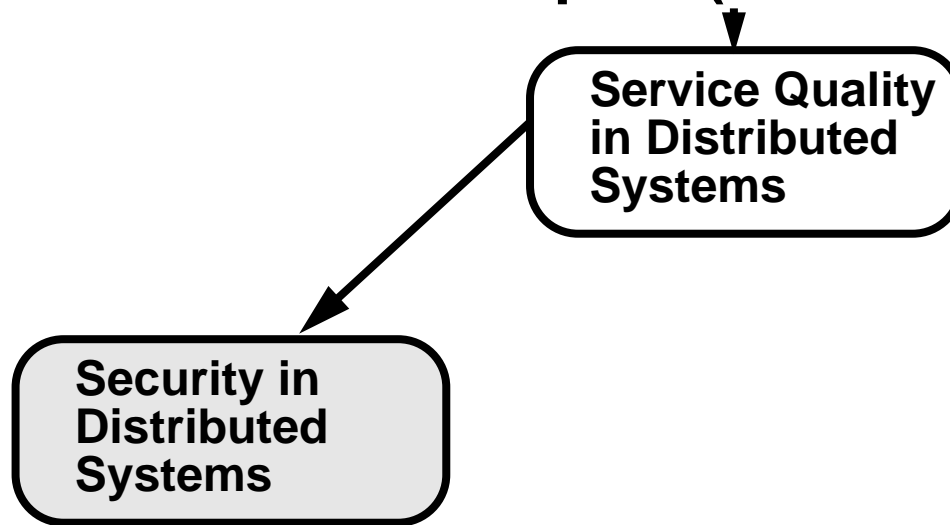 Service Quality
in Distributed
Systems
Security in
Distributed
Systems